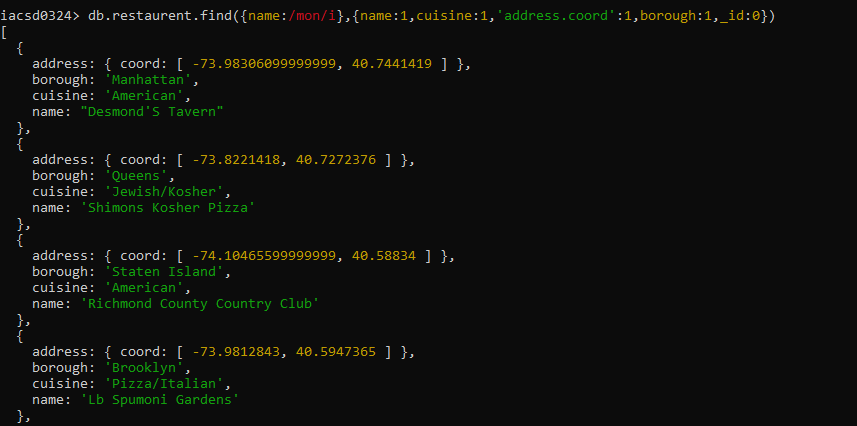 iacsd0324> db.restaurent.find({name:/mon/i},{name:1,cuisine:1,'address.coord':1,borough:1,_id:0})
[
  {
    address: { coord: [ -73.98306099999999, 40.7441419 ] },
    borough: 'Manhattan',
    cuisine: 'American',
    name: "Desmond'S Tavern"
  },
  {
    address: { coord: [ -73.8221418, 40.7272376 ] },
    borough: 'Queens',
    cuisine: 'Jewish/Kosher',
    name: 'Shimons Kosher Pizza'
  },
  {
    address: { coord: [ -74.10465599999999, 40.58834 ] },
    borough: 'Staten Island',
    cuisine: 'American',
    name: 'Richmond County Country Club'
  },
  {
    address: { coord: [ -73.9812843, 40.5947365 ] },
    borough: 'Brooklyn',
    cuisine: 'Pizza/Italian',
    name: 'Lb Spumoni Gardens'
  },